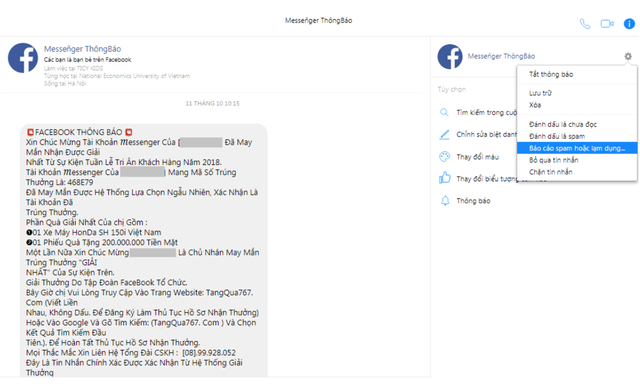 Messeñger ThôngBáo
Messeñger ThôngBáo
Các bạn là bạn bè trên Facebook
Làm việc tại TICY KIDS
Từng học tại National Economics University of Vietnam
Sống tại Hà Nội
11 THÁNG 10 10:15
FACEBOOK THÔNG BÁO
Xin Chúc Mừng Tài Khoản Messenger Của [ Đã May
Mắn Nhận Được Giải
Nhất Từ Sự Kiện Tuần Lễ Tri Ân Khách Hàng Năm 2018.
Tài Khoản Messenger Của ] Mang Mã Số Trúng
Thưởng Là: 468E79
Đã May Mắn Được Hệ Thống Lựa Chọn Ngẫu Nhiên, Xác Nhận Là
Tài Khoản Đã
Trúng Thưởng.
Phần Quà Giải Nhất Của chị Gồm :
❶01 Xe Máy HonDa SH 150i Việt Nam
❷01 Phiếu Quà Tặng 200.000.000 Tiền Mặt
Một Lần Nữa Xin Chúc Mừng Là Chủ Nhân May Mắn
Trúng Thưởng "GIẢI
NHẤT" Của Sự Kiện Trên.
Giải Thưởng Do Tập Đoàn FaceBook Tổ Chức.
Bây Giờ chị Vui Lòng Truy Cập Vào Trang Website: TangQua767.
Com (Viết Liền
Nhau, Không Dấu. Để Đăng Ký Làm Thủ Tục Hồ Sơ Nhận Thưởng)
Hoặc Vào Google Và Gõ Tìm Kiếm: (TangQua767. Com ) Và Chọn
Kết Quả Tìm Kiếm Đầu
Tiên.). Để Hoàn Tất Thủ Tục Hồ Sơ Nhận Thưởng.
Mọi Thắc Mắc Xin Liên Hệ Tổng Đài CSKH : [08].99.928.052
Đây Là Tin Nhắn Chính Xác Được Xác Nhận Từ Hệ Thống Giải
Thưởng
Messeñger ThôngBáo
Tùy chọn
Tìm kiếm trong cuộ
Chỉnh sửa biệt danh
Thay đổi màu
Thay đổi biểu tượng
Thông báo
Tắt thông báo
Lưu trữ
Xóa
Đánh dấu là chưa đọc
Đánh dấu là spam
Báo cáo spam hoặc lạm dụng...
Bỏ qua tin nhắn
Chặn tin nhắn